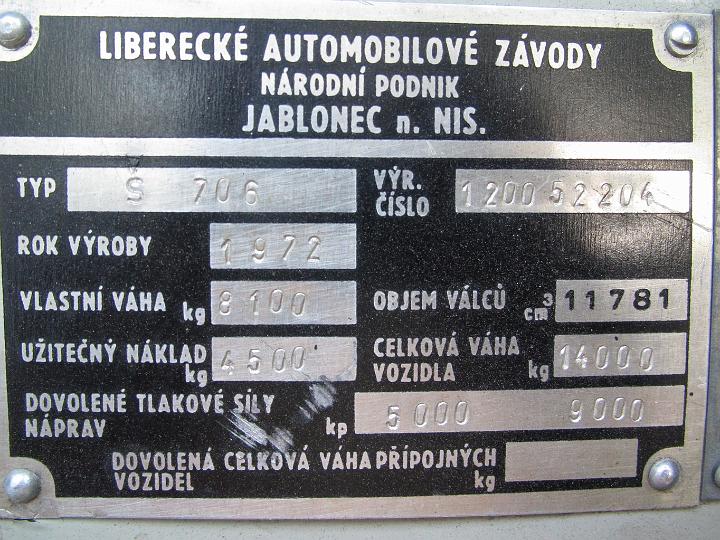 LIBERECKÉ AUTOMOBILOVÉ ZÁVODY
NÁRODNÍ PODNIK
JABLONEC n. NIS.
TYP Š 706
VÝR. ČÍSLO 120052204
ROK VÝROBY 1972
VLASTNÍ VÁHA kg 8100
OBJEM VÁLCŮ cm³ 11781
UŽITEČNÝ NÁKLAD kg 4500
CELKOVÁ VÁHA
VOZIDLA kg 14000
DOVOLENÉ TLAKOVÉ SÍLY
NÁPRAV kp 5000 9000
DOVOLENÁ CELKOVÁ VÁHA PŘÍPOJNÝCH
VOZIDEL kg